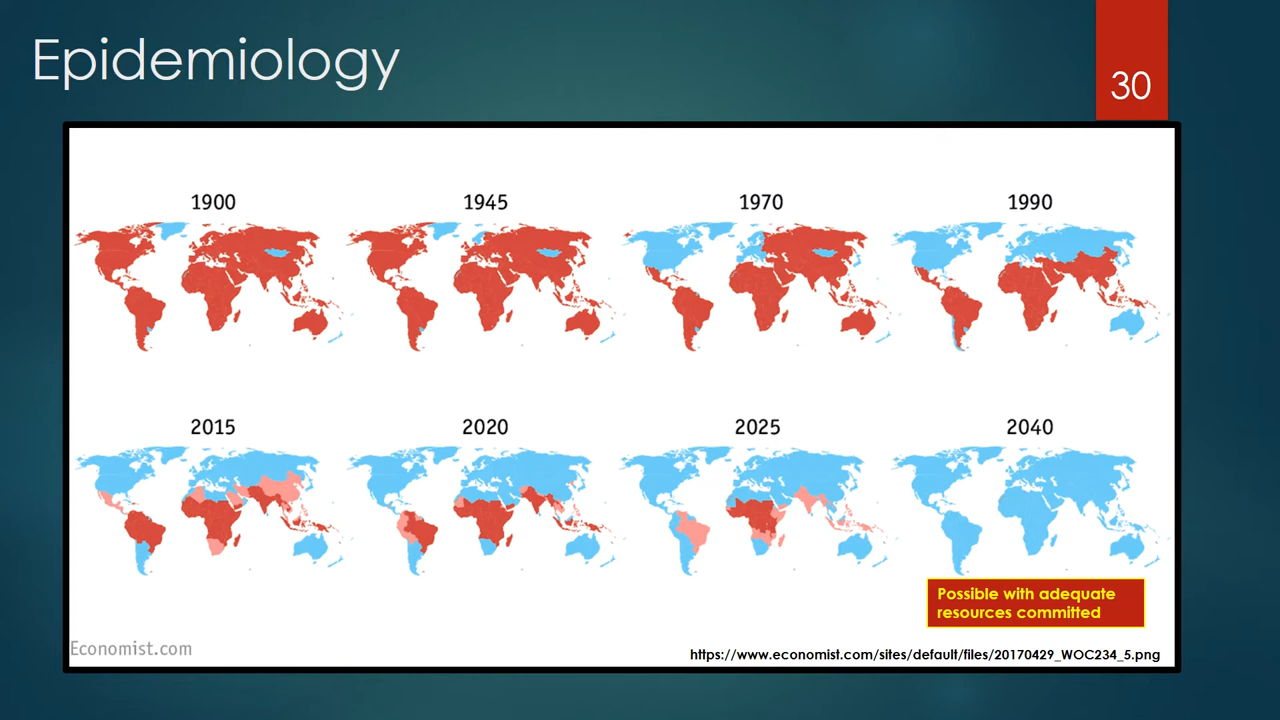 Epidemiology
30
1900
1945
1970
1990
2015
2020
2025
2040
Possible with adequate
resources committed
Economist.com
https://www.economist.com/sites/default/files/20170429_WOC234_5.png